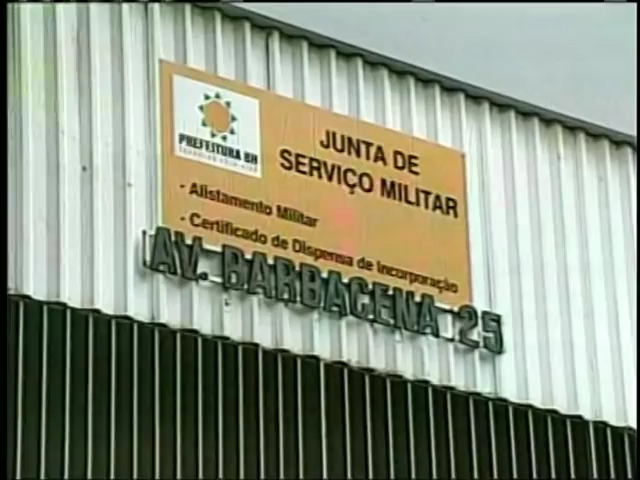 PREFEITURA BH
JUNTA DE
SERVIÇO MILITAR
- Alistamento Militar
- Certificado de Dispensa de Incorporação
AV. BARBACENA 25